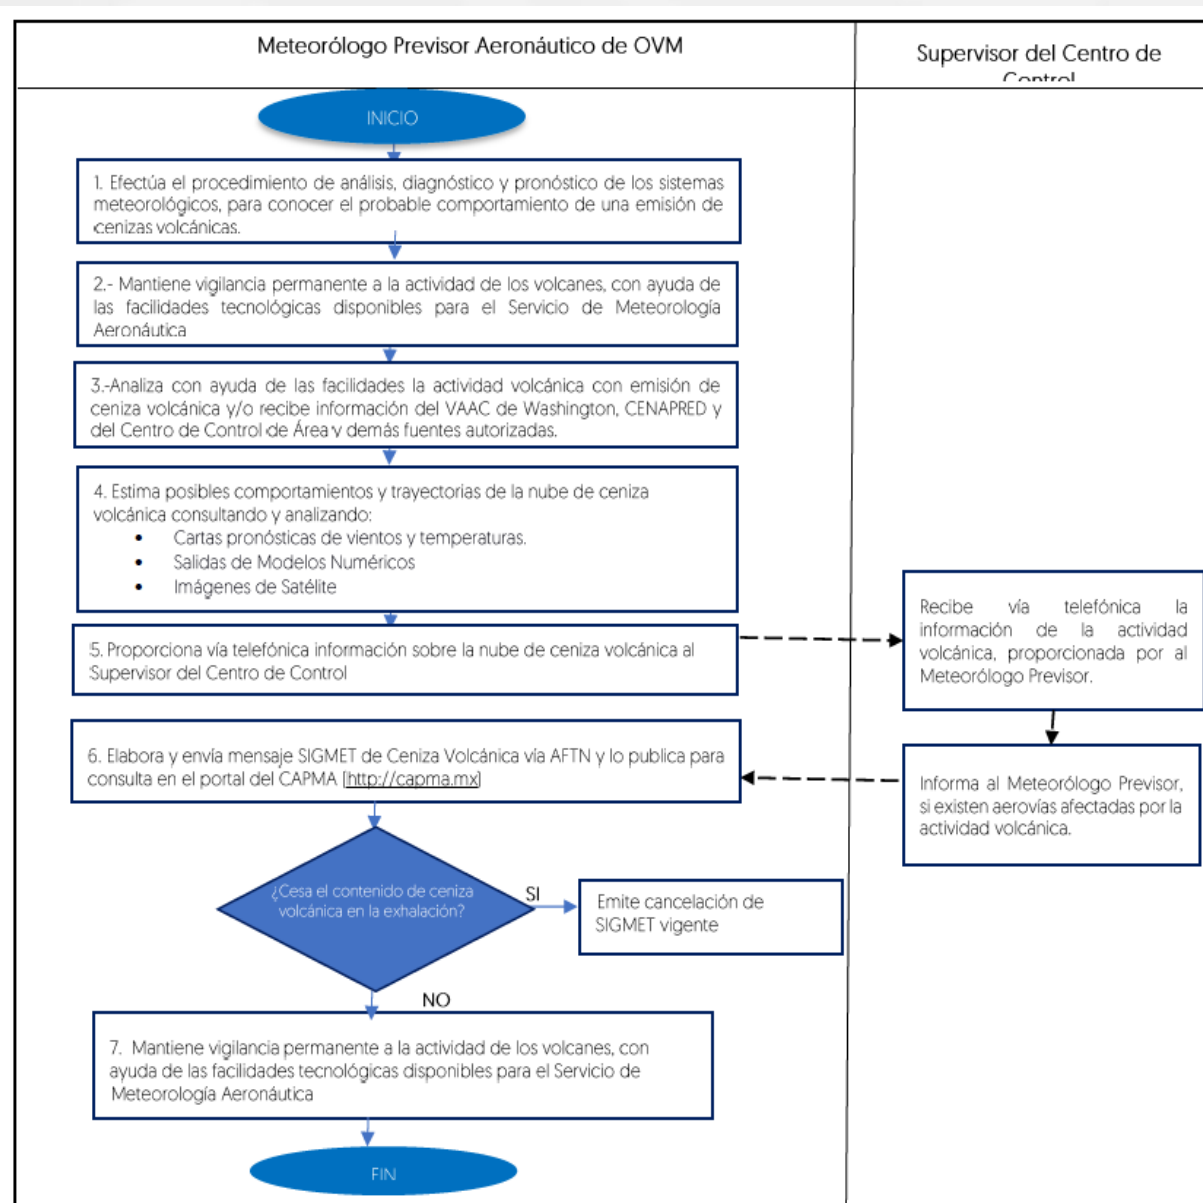 Meteorólogo Previsor Aeronáutico de OVM
Supervisor del Centro de
Control
INICIO
1. Efectúa el procedimiento de análisis, diagnóstico y pronóstico de los sistemas
meteorológicos, para conocer el probable comportamiento de una emisión de
cenizas volcánicas.
2.- Mantiene vigilancia permanente a la actividad de los volcanes, con ayuda de
las facilidades tecnológicas disponibles para el Servicio de Meteorología
Aeronáutica
3.-Analiza con ayuda de las facilidades la actividad volcánica con emisión de
ceniza volcánica y/o recibe información del VAAC de Washington, CENAPRED y
del Centro de Control de Área y demás fuentes autorizadas.
4. Estima posibles comportamientos y trayectorias de la nube de ceniza
volcánica consultando y analizando:
• Cartas pronósticas de vientos y temperaturas.
• Salidas de Modelos Numéricos
• Imágenes de Satélite
5. Proporciona vía telefónica información sobre la nube de ceniza volcánica al
Supervisor del Centro de Control
Recibe vía telefónica la
información de la actividad
volcánica, proporcionada por al
Meteorólogo Previsor.
Informa al Meteorólogo Previsor,
si existen aerovías afectadas por la
actividad volcánica.
6. Elabora y envía mensaje SIGMET de Ceniza Volcánica vía AFTN y lo publica para
consulta en el portal del CAPMA [http://capma.mx]
¿Cesa el contenido de ceniza
volcánica en la exhalación?
SI
Emite cancelación de
SIGMET vigente
NO
7. Mantiene vigilancia permanente a la actividad de los volcanes, con
ayuda de las facilidades tecnológicas disponibles para el Servicio de
Meteorología Aeronáutica
FIN